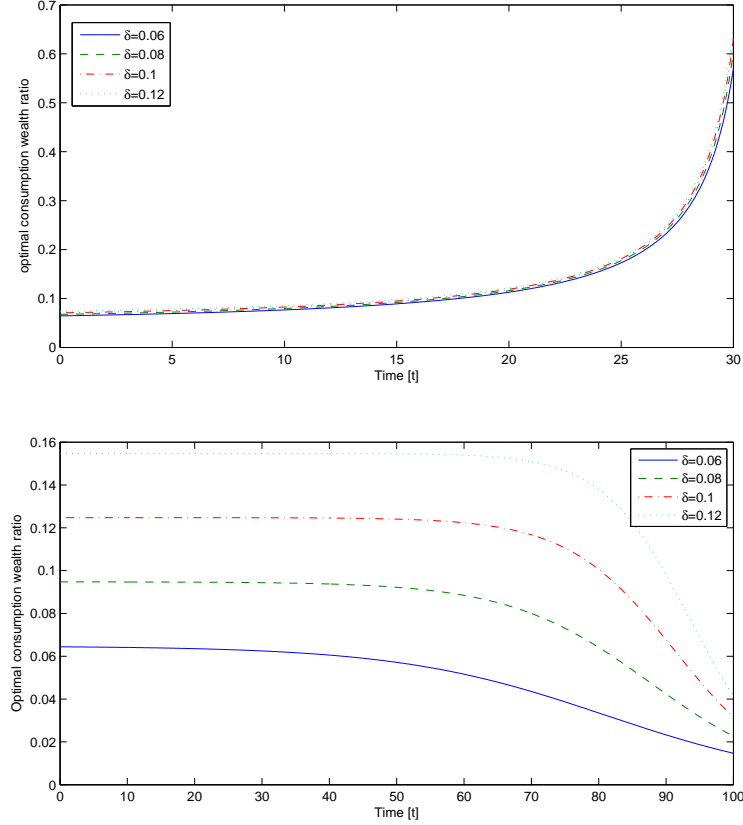 0.7
0.6
0.5
0.4
0.3
0.2
0.1
0
optimal consumption wealth ratio
δ=0.06
δ=0.08
δ=0.1
δ=0.12
0 5 10 15 20 25 30
Time [t]
0.16
0.14
0.12
0.1
0.08
0.06
0.04
0.02
0
Optimal consumption wealth ratio
δ=0.06
δ=0.08
δ=0.1
δ=0.12
0 10 20 30 40 50 60 70 80 90 100
Time [t]